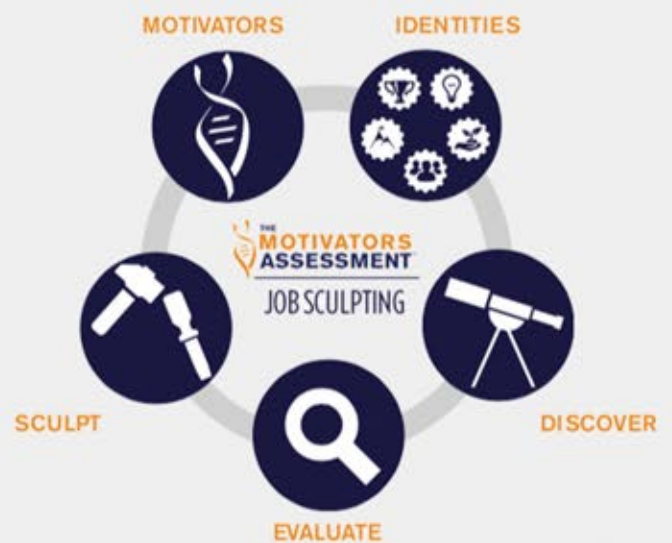 MOTIVATORS
IDENTITIES
THE
MOTIVATORS
ASSESSMENT
JOB SCULPTING
SCULPT
DISCOVER
EVALUATE